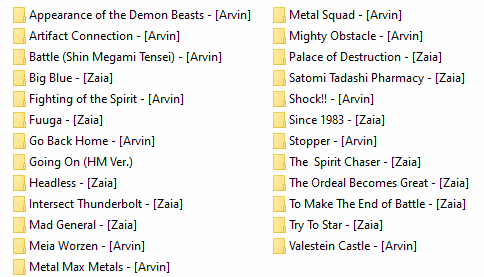 Appearance of the Demon Beasts - [Arvin]
Artifact Connection - [Arvin]
Battle (Shin Megami Tensei) - [Arvin]
Big Blue - [Zaia]
Fighting of the Spirit - [Arvin]
Fuuga - [Zaia]
Go Back Home - [Arvin]
Going On (HM Ver.)
Headless - [Zaia]
Intersect Thunderbolt - [Zaia]
Mad General - [Zaia]
Meia Worzen - [Arvin]
Metal Max Metals - [Arvin]
Metal Squad - [Arvin]
Mighty Obstacle - [Arvin]
Palace of Destruction - [Zaia]
Satomi Tadashi Pharmacy - [Zaia]
Shock!! - [Arvin]
Since 1983 - [Zaia]
Stopper - [Arvin]
The  Spirit Chaser - [Zaia]
The Ordeal Becomes Great - [Zaia]
To Make The End of Battle - [Zaia]
Try To Star - [Zaia]
Valestein Castle - [Arvin]